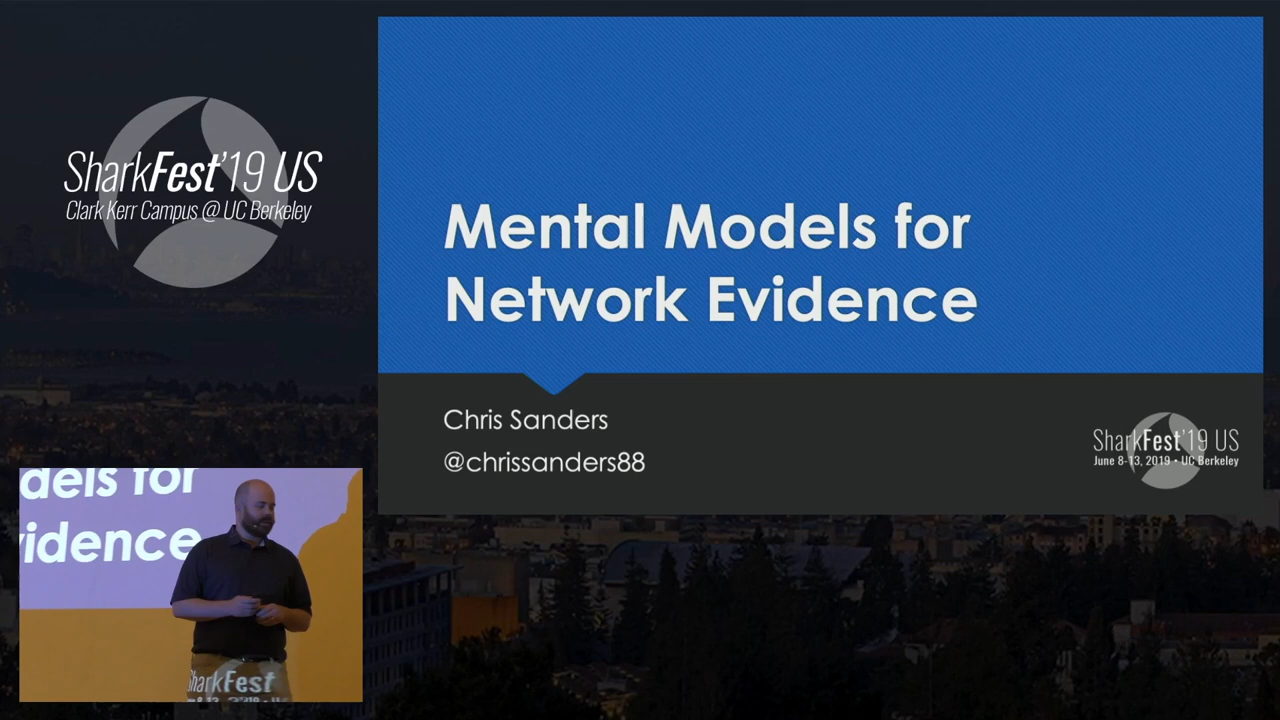 SharkFest'19 US
Clark Kerr Campus @ UC Berkeley
Mental Models for
Network Evidence
Chris Sanders
@chrissanders88
SharkFest'19 US
June 8-13, 2019 • UC Berkeley
dels for
vidence
SharkFest